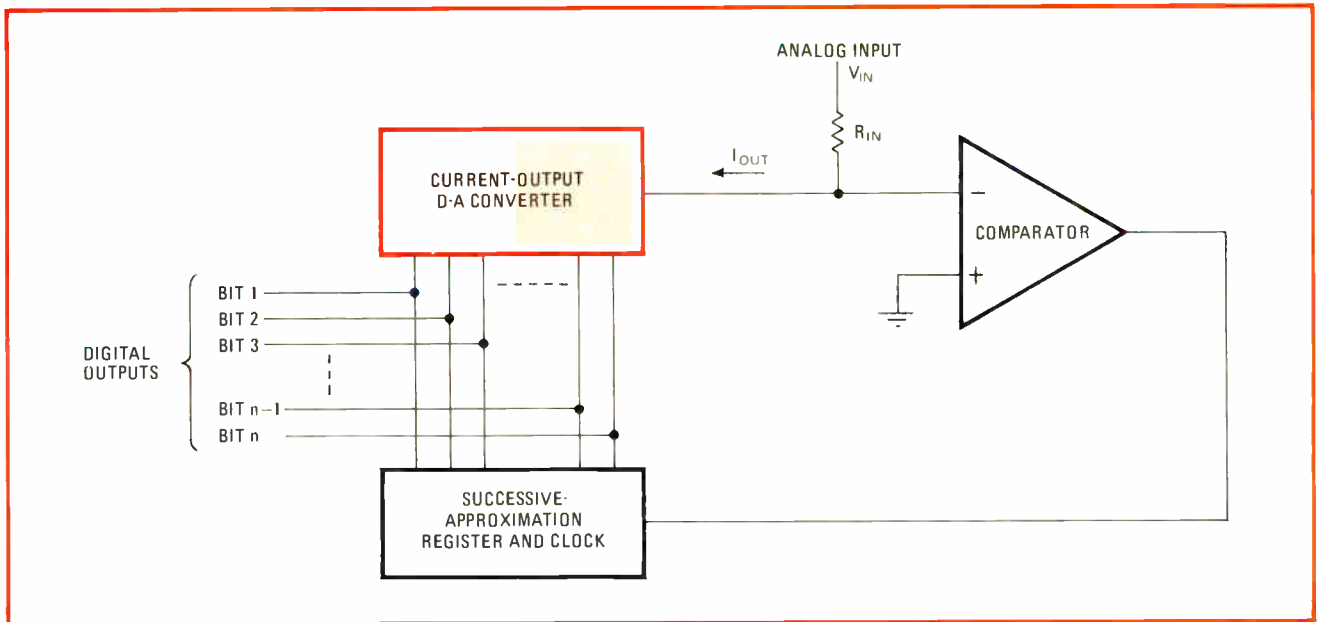 ANALOG INPUT
VIN
RIN
IOUT
CURRENT-OUTPUT
D-A CONVERTER
−
COMPARATOR
+
BIT 1
BIT 2
BIT 3
DIGITAL
OUTPUTS
BIT n−1
BIT n
SUCCESSIVE-
APPROXIMATION
REGISTER AND CLOCK